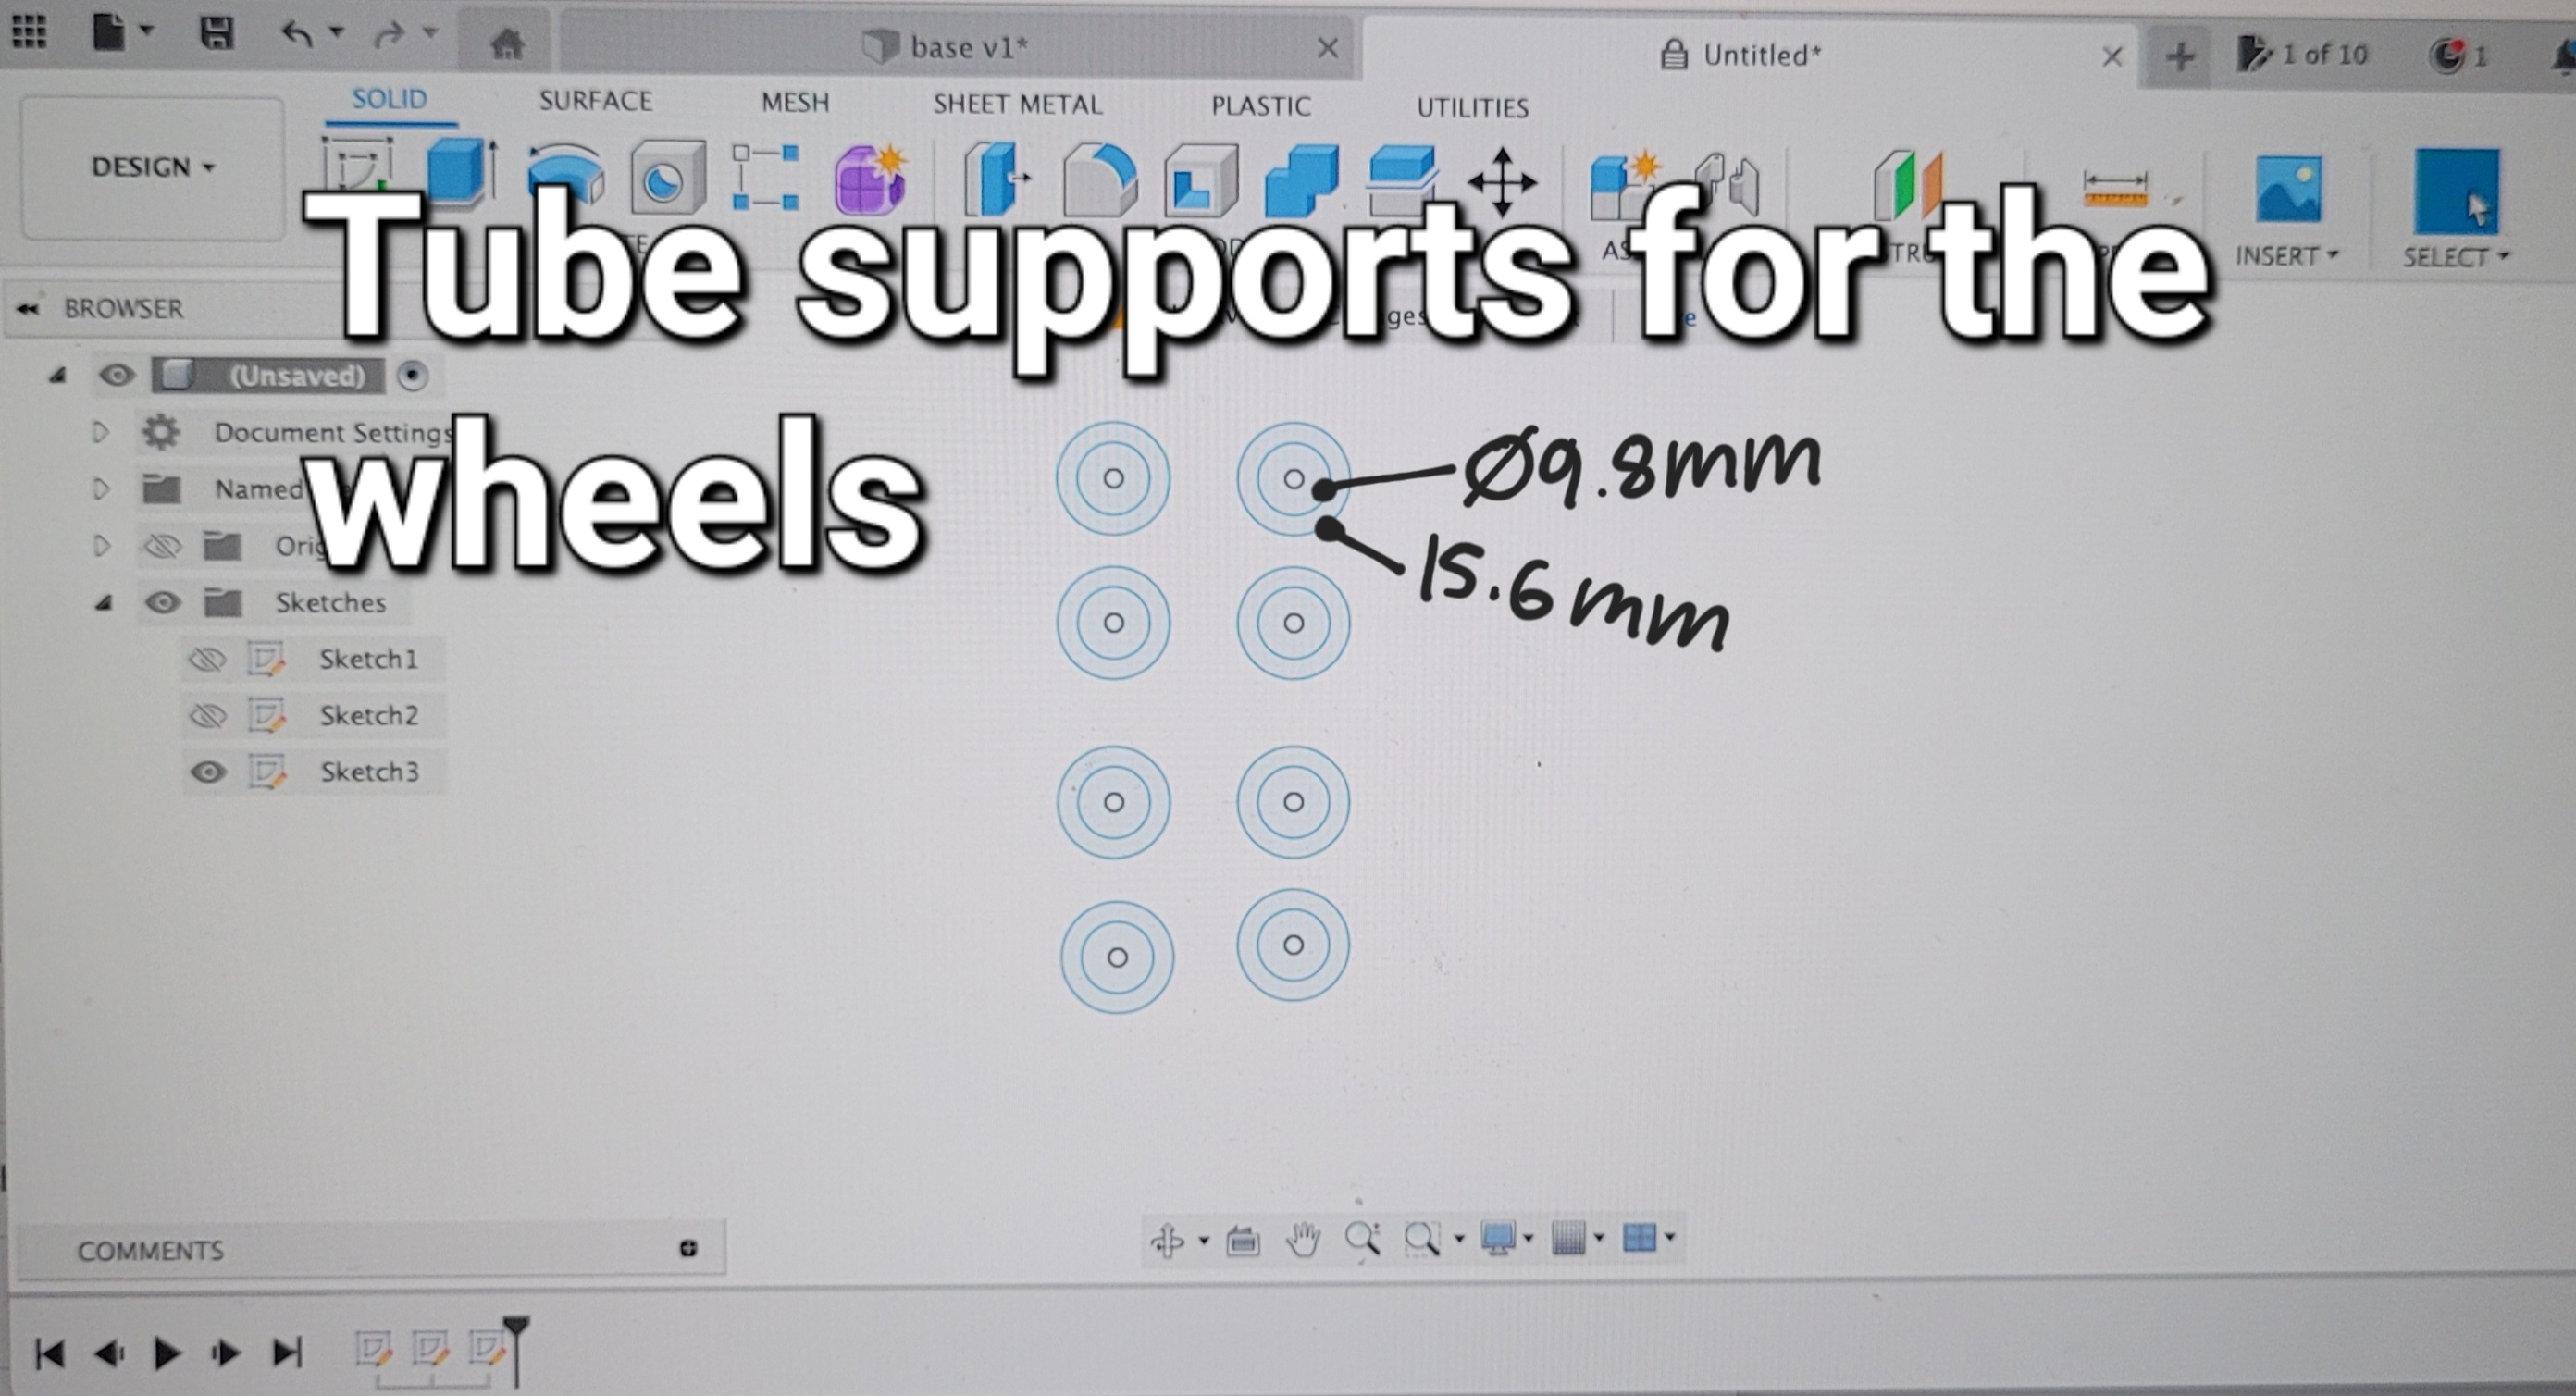 base v1*
Untitled*
1 of 10
1
SOLID
SURFACE
MESH
SHEET METAL
PLASTIC
UTILITIES
DESIGN
INSERT
SELECT
Tube supports for the
wheels
BROWSER
(Unsaved)
Document Settings
Named
Sketches
Sketch1
Sketch2
Sketch3
Ø9.8mm
15.6mm
COMMENTS